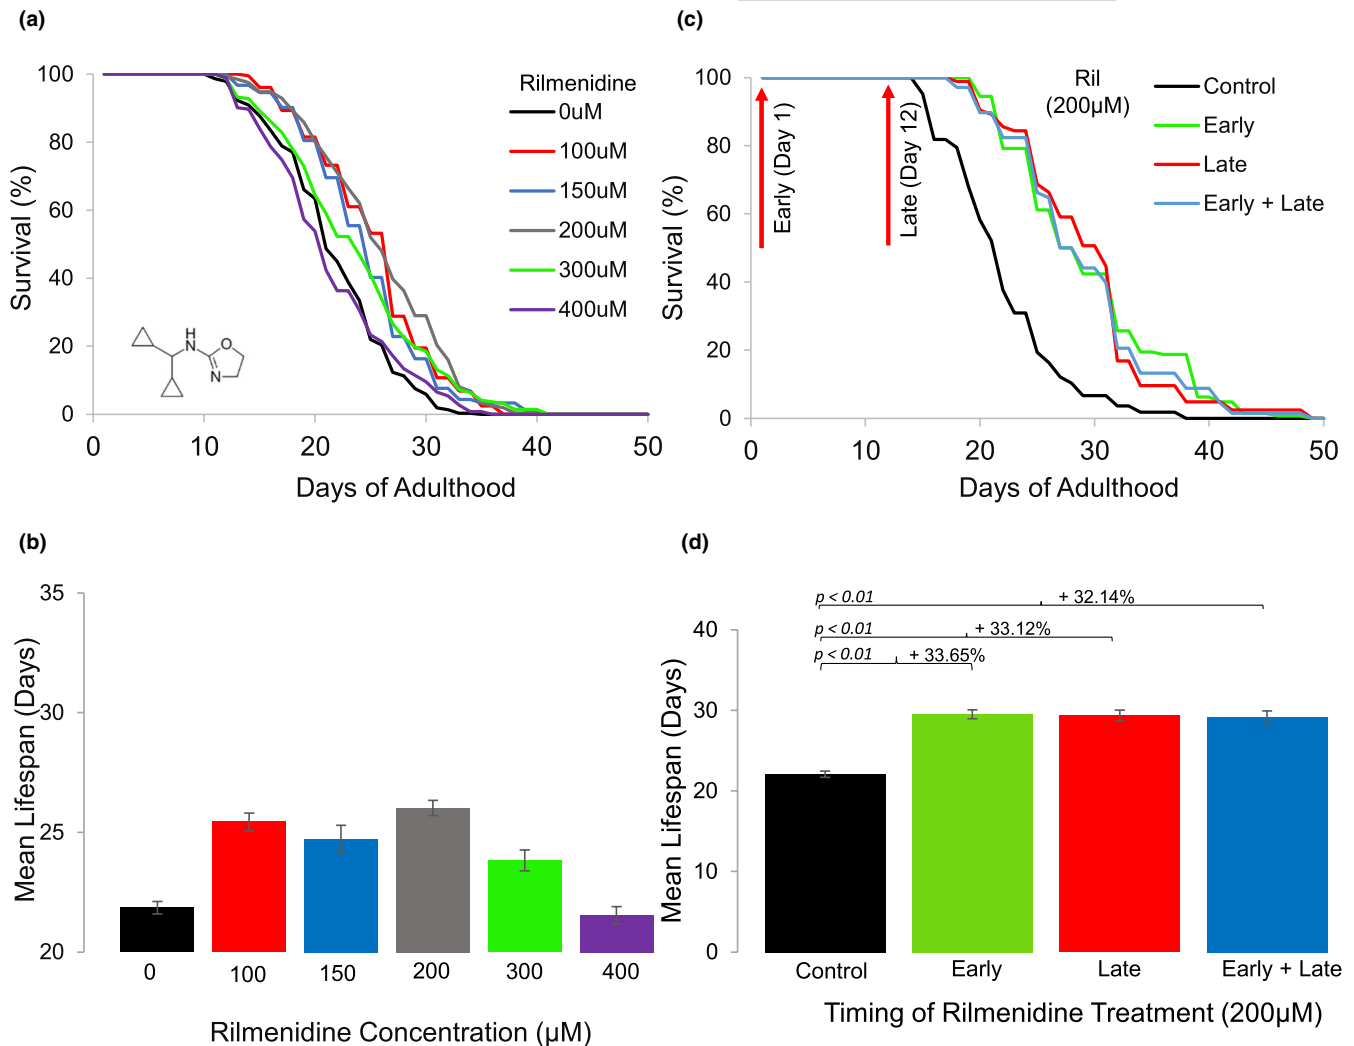 (a)
Survival (%)
100
80
60
40
20
0
0 10 20 30 40 50
Days of Adulthood
Rilmenidine
0uM
100uM
150uM
200uM
300uM
400uM
H
N
O
N
(c)
Survival (%)
100
80
60
40
20
0
0 10 20 30 40 50
Days of Adulthood
Early (Day 1)
Late (Day 12)
Ril
(200µM)
Control
Early
Late
Early + Late
(b)
Mean Lifespan (Days)
35
30
25
20
0 100 150 200 300 400
Rilmenidine Concentration (µM)
(d)
Mean Lifespan (Days)
40
30
20
10
0
p < 0.01 + 32.14%
p < 0.01 + 33.12%
p < 0.01 + 33.65%
Control Early Late Early + Late
Timing of Rilmenidine Treatment (200µM)